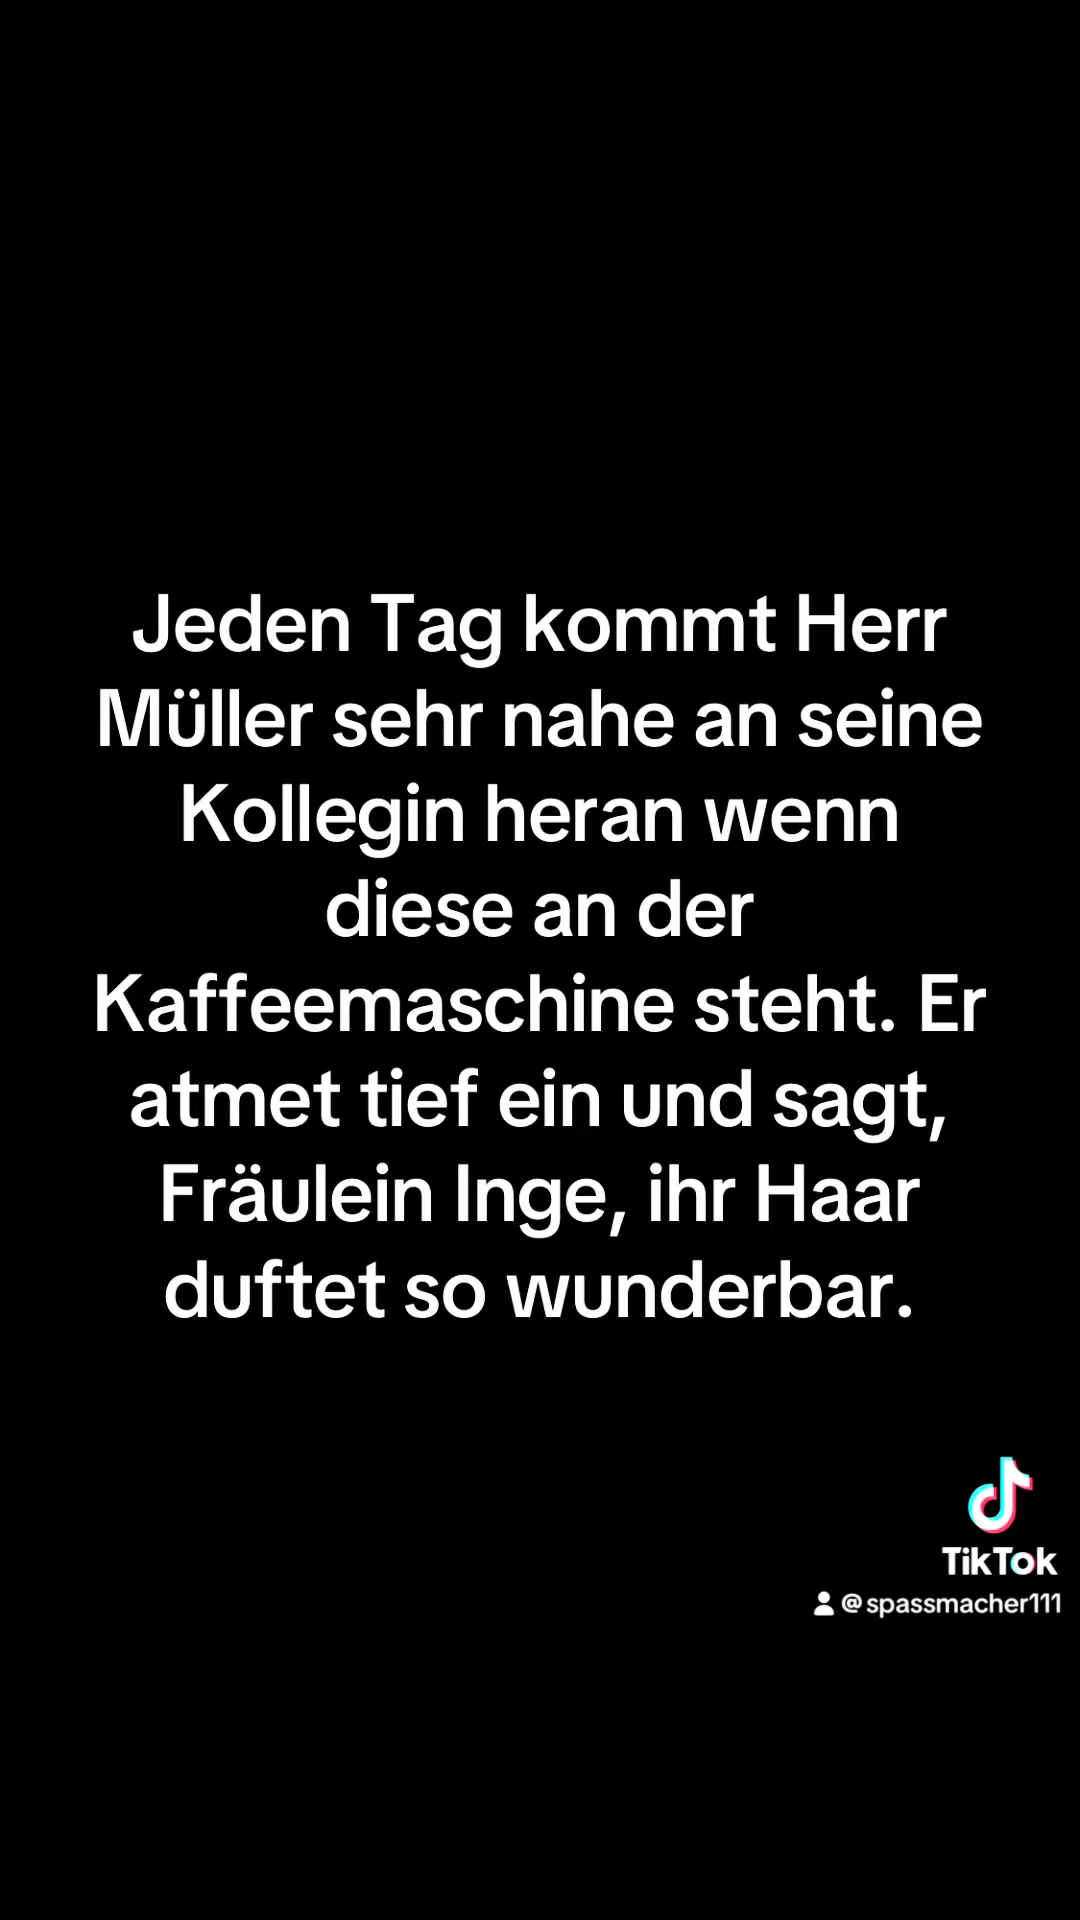 Jeden Tag kommt Herr
Müller sehr nahe an seine
Kollegin heran wenn
diese an der
Kaffeemaschine steht. Er
atmet tief ein und sagt,
Fräulein Inge, ihr Haar
duftet so wunderbar.
TikTok
@spassmacher111